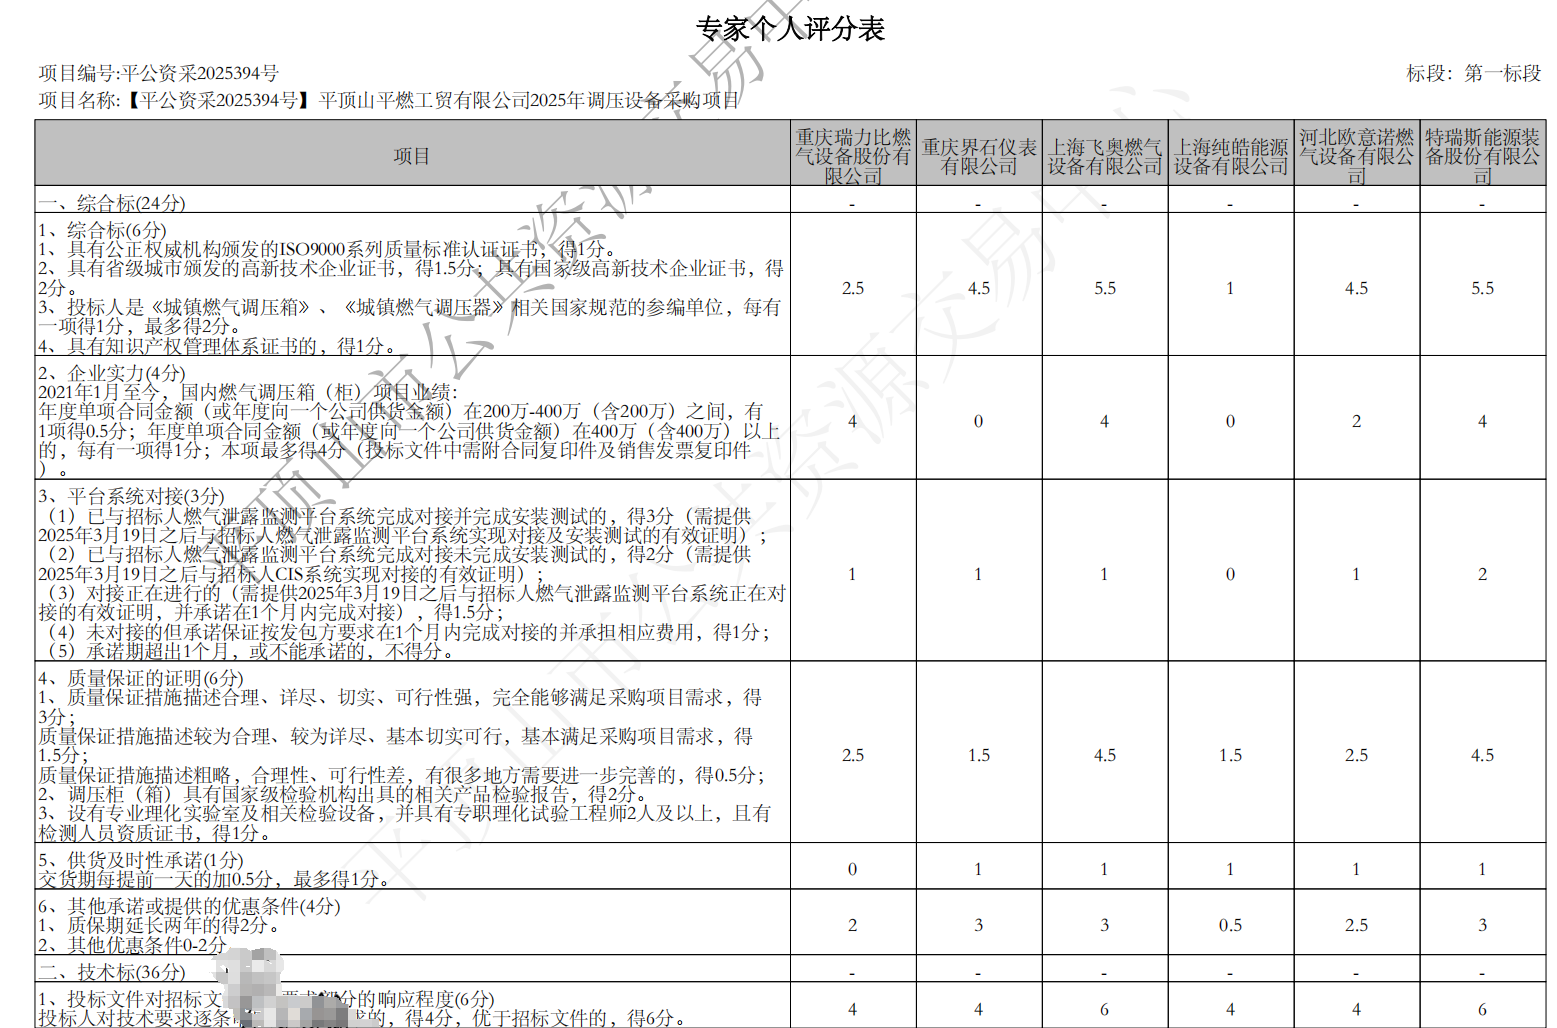 专家个人评分表
项目编号:平公资采2025394号
标段：第一标段
项目名称:【平公资采2025394号】平顶山平燃工贸有限公司2025年调压设备采购项目
项目
重庆瑞力比燃
气设备股份有
限公司
重庆界石仪表
有限公司
上海飞奥燃气
设备有限公司
上海纯皓能源
设备有限公司
河北欧意诺燃
气设备有限公
司
特瑞斯能源装
备股份有限公
司
一、综合标(24分)
- - - - - -
1、综合标(6分)
1、具有公正权威机构颁发的ISO9000系列质量标准认证证书，得1分。
2、具有省级城市颁发的高新技术企业证书，得1.5分；具有国家级高新技术企业证书，得
2分。
3、投标人是《城镇燃气调压箱》、《城镇燃气调压器》相关国家规范的参编单位，每有
一项得1分，最多得2分。
4、具有知识产权管理体系证书的，得1分。
2.5 4.5 5.5 1 4.5 5.5
2、企业实力(4分)
2021年1月至今，国内燃气调压箱（柜）项目业绩：
年度单项合同金额（或年度向一个公司供货金额）在200万-400万（含200万）之间，有
1项得0.5分；年度单项合同金额（或年度向一个公司供货金额）在400万（含400万）以上
的，每有一项得1分；本项最多得4分（投标文件中需附合同复印件及销售发票复印件
）。
4 0 4 0 2 4
3、平台系统对接(3分)
（1）已与招标人燃气泄露监测平台系统完成对接并完成安装测试的，得3分（需提供
2025年3月19日之后与招标人燃气泄露监测平台系统实现对接及安装测试的有效证明）；
（2）已与招标人燃气泄露监测平台系统完成对接未完成安装测试的，得2分（需提供
2025年3月19日之后与招标人CIS系统实现对接的有效证明）；
（3）对接正在进行的（需提供2025年3月19日之后与招标人燃气泄露监测平台系统正在对
接的有效证明，并承诺在1个月内完成对接），得1.5分；
（4）未对接的但承诺保证按发包方要求在1个月内完成对接的并承担相应费用，得1分；
（5）承诺期超出1个月，或不能承诺的，不得分。
1 1 1 0 1 2
4、质量保证的证明(6分)
1、质量保证措施描述合理、详尽、切实、可行性强，完全能够满足采购项目需求，得
3分；
质量保证措施描述较为合理、较为详尽、基本切实可行，基本满足采购项目需求，得
1.5分；
质量保证措施描述粗略，合理性、可行性差，有很多地方需要进一步完善的，得0.5分；
2、调压柜（箱）具有国家级检验机构出具的相关产品检验报告，得2分。
3、设有专业理化实验室及相关检验设备，并具有专职理化试验工程师2人及以上，且有
检测人员资质证书，得1分。
2.5 1.5 4.5 1.5 2.5 4.5
5、供货及时性承诺(1分)
交货期每提前一天的加0.5分，最多得1分。
0 1 1 1 1 1
6、其他承诺或提供的优惠条件(4分)
1、质保期延长两年的得2分。
2、其他优惠条件0-2分
2 3 3 0.5 2.5 3
二、技术标(36分)
- - - - - -
1、投标文件对招标文 要求部分的响应程度(6分)
投标人对技术要求逐条 的，得4分，优于招标文件的，得6分。
4 4 6 4 4 6
平顶山市公共资源交易中心
平顶山市公共资源交易中心